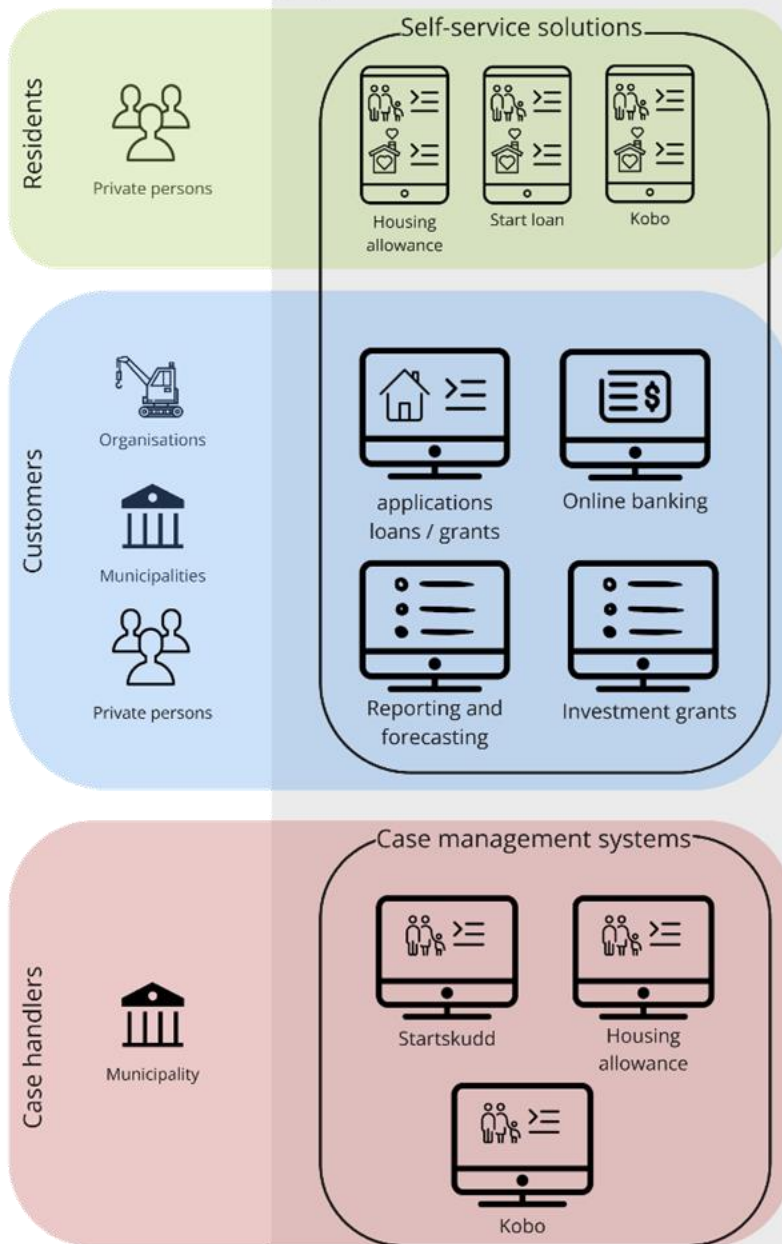 Self-service solutions
Residents
Private persons
Housing
allowance
Start loan
Kobo
Customers
Organisations
Municipalities
Private persons
applications
loans / grants
Online banking
$
Reporting and
forecasting
Investment grants
Case management systems
Case handlers
Municipality
Startskudd
Housing
allowance
Kobo